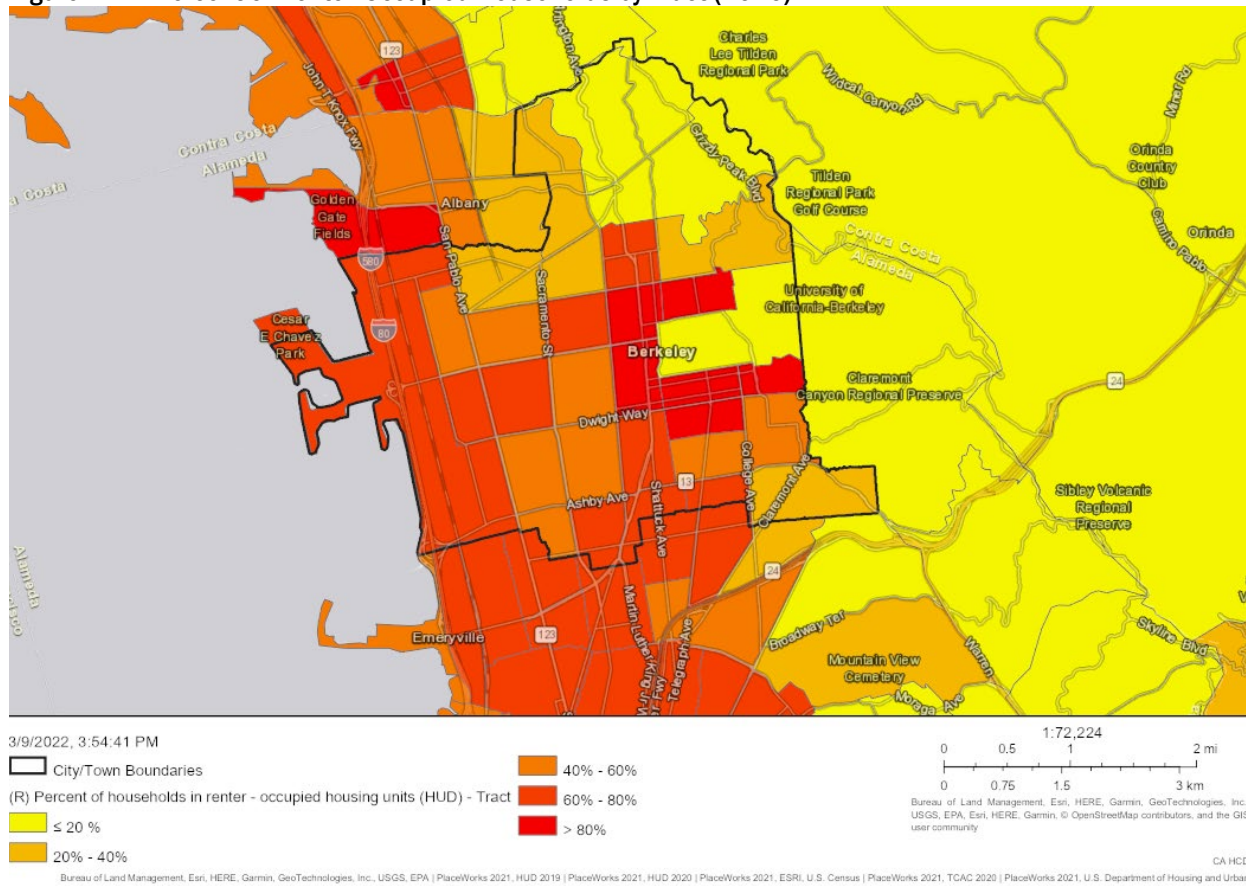 123
Charles
Lee Tilden
Regional Park
Wildcat Canyon Rd
Minor Rd
John T Knox Fwy
Contra Costa
Alameda
a Costa
Grizzly Peak Blvd
Orinda
Country
Club
Tilden
Regional Park
Golf Course
Camino Pablo
Orinda
Golden
Gate
Fields
Albany
San Pablo Ave
580
Contra Costa
Alameda
Sacramento St
University of
California-Berkeley
Cesar
E Chavez
Park
80
Berkeley
24
Claremont
Canyon Regional Preserve
Dwight Way
College Ave
Claremont Ave
Ashby Ave
13
Shattuck Ave
Sibley Volcanic
Regional
Preserve
Alameda
24
Emeryville
123
Martin Luther King Jr W
Fwy
Telegraph Ave
Broadway Ter
Warren
Skyline Blvd
Mountain View
Cemetery
Moraga Ave
3/9/2022, 3:54:41 PM
City/Town Boundaries
(R) Percent of households in renter - occupied housing units (HUD) - Tract
≤ 20 %
20% - 40%
40% - 60%
60% - 80%
> 80%
1:72,224
0 0.5 1 2 mi
0 0.75 1.5 3 km
Bureau of Land Management, Esri, HERE, Garmin, GeoTechnologies, Inc.,
USGS, EPA, Esri, HERE, Garmin, © OpenStreetMap contributors, and the GIS
user community
CA HCD
Bureau of Land Management, Esri, HERE, Garmin, GeoTechnologies, Inc., USGS, EPA | PlaceWorks 2021, HUD 2019 | PlaceWorks 2021, HUD 2020 | PlaceWorks 2021, ESRI, U.S. Census | PlaceWorks 2021, TCAC 2020 | PlaceWorks 2021, U.S. Department of Housing and Urban